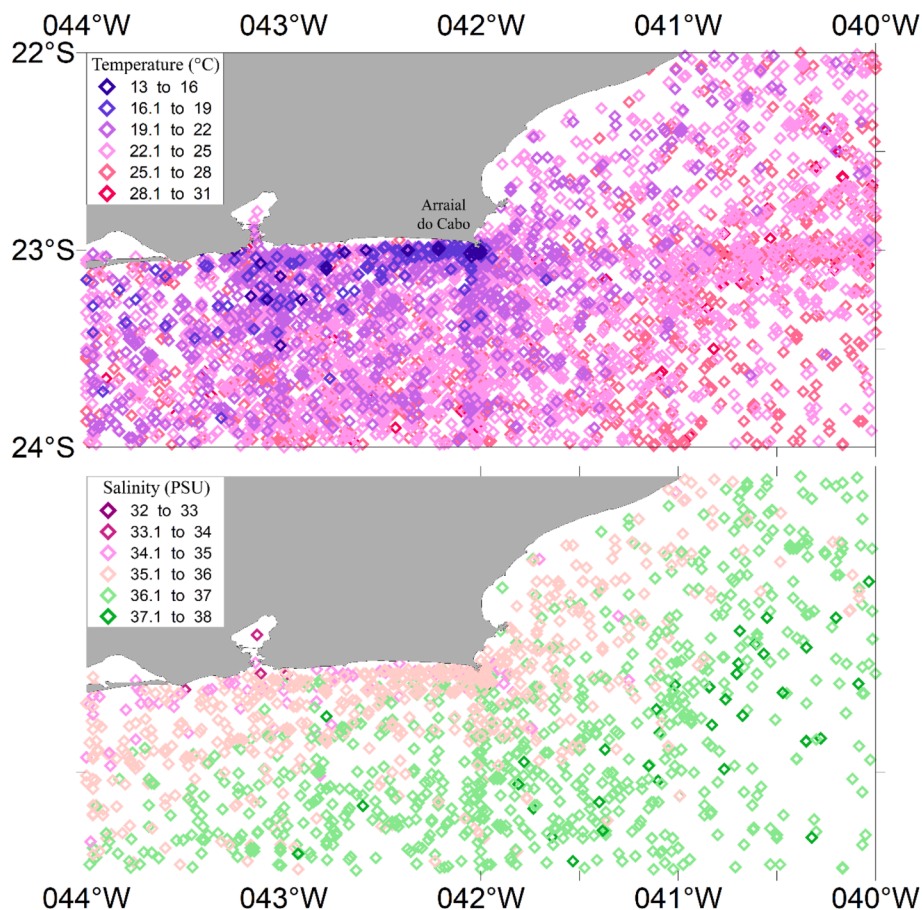 044°W 043°W 042°W 041°W 040°W
22°S
Temperature (°C)
13 to 16
16.1 to 19
19.1 to 22
22.1 to 25
25.1 to 28
28.1 to 31
Arraial
do Cabo
23°S
24°S
Salinity (PSU)
32 to 33
33.1 to 34
34.1 to 35
35.1 to 36
36.1 to 37
37.1 to 38
044°W 043°W 042°W 041°W 040°W